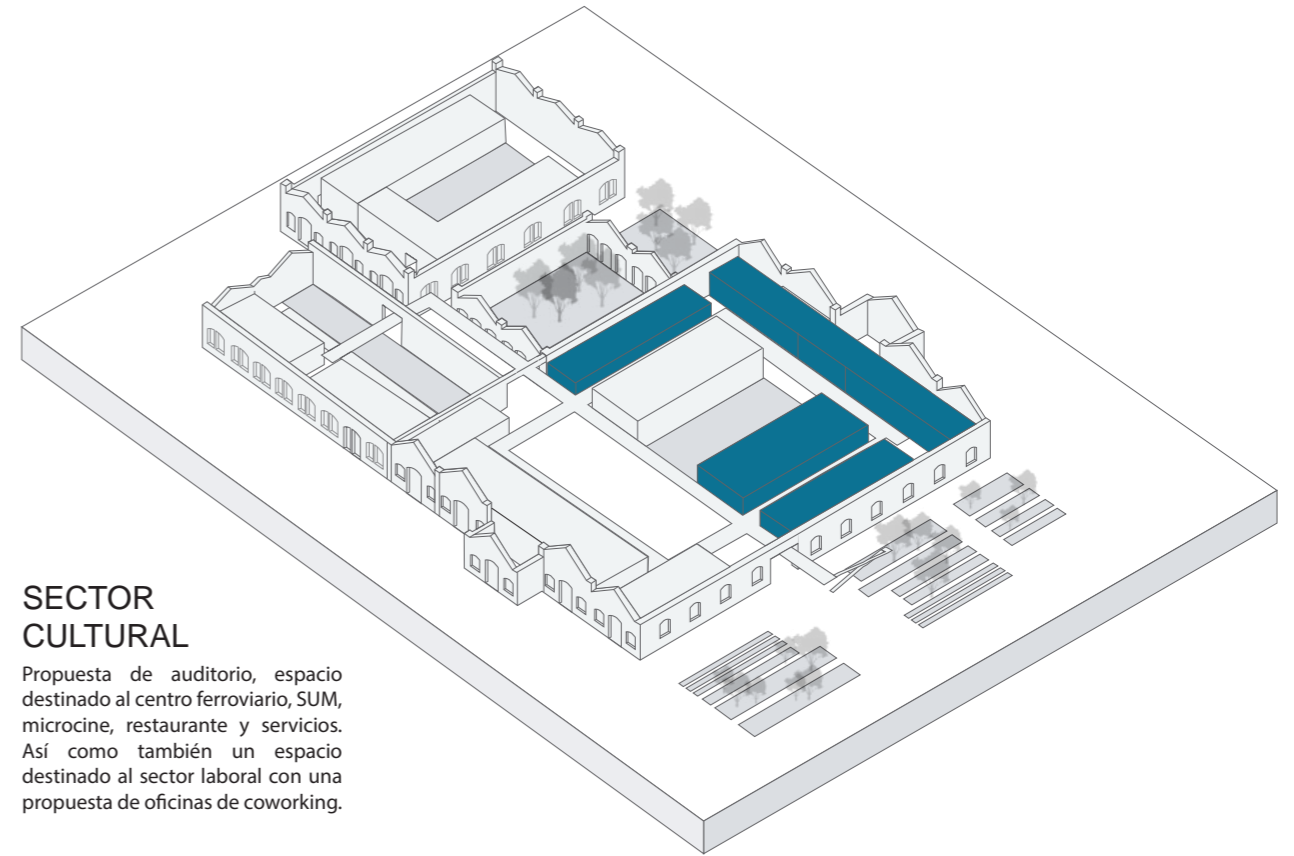 SECTOR
CULTURAL
Propuesta de auditorio, espacio
destinado al centro ferroviario, SUM,
microcine, restaurante y servicios.
Así como también un espacio
destinado al sector laboral con una
propuesta de oficinas de coworking.